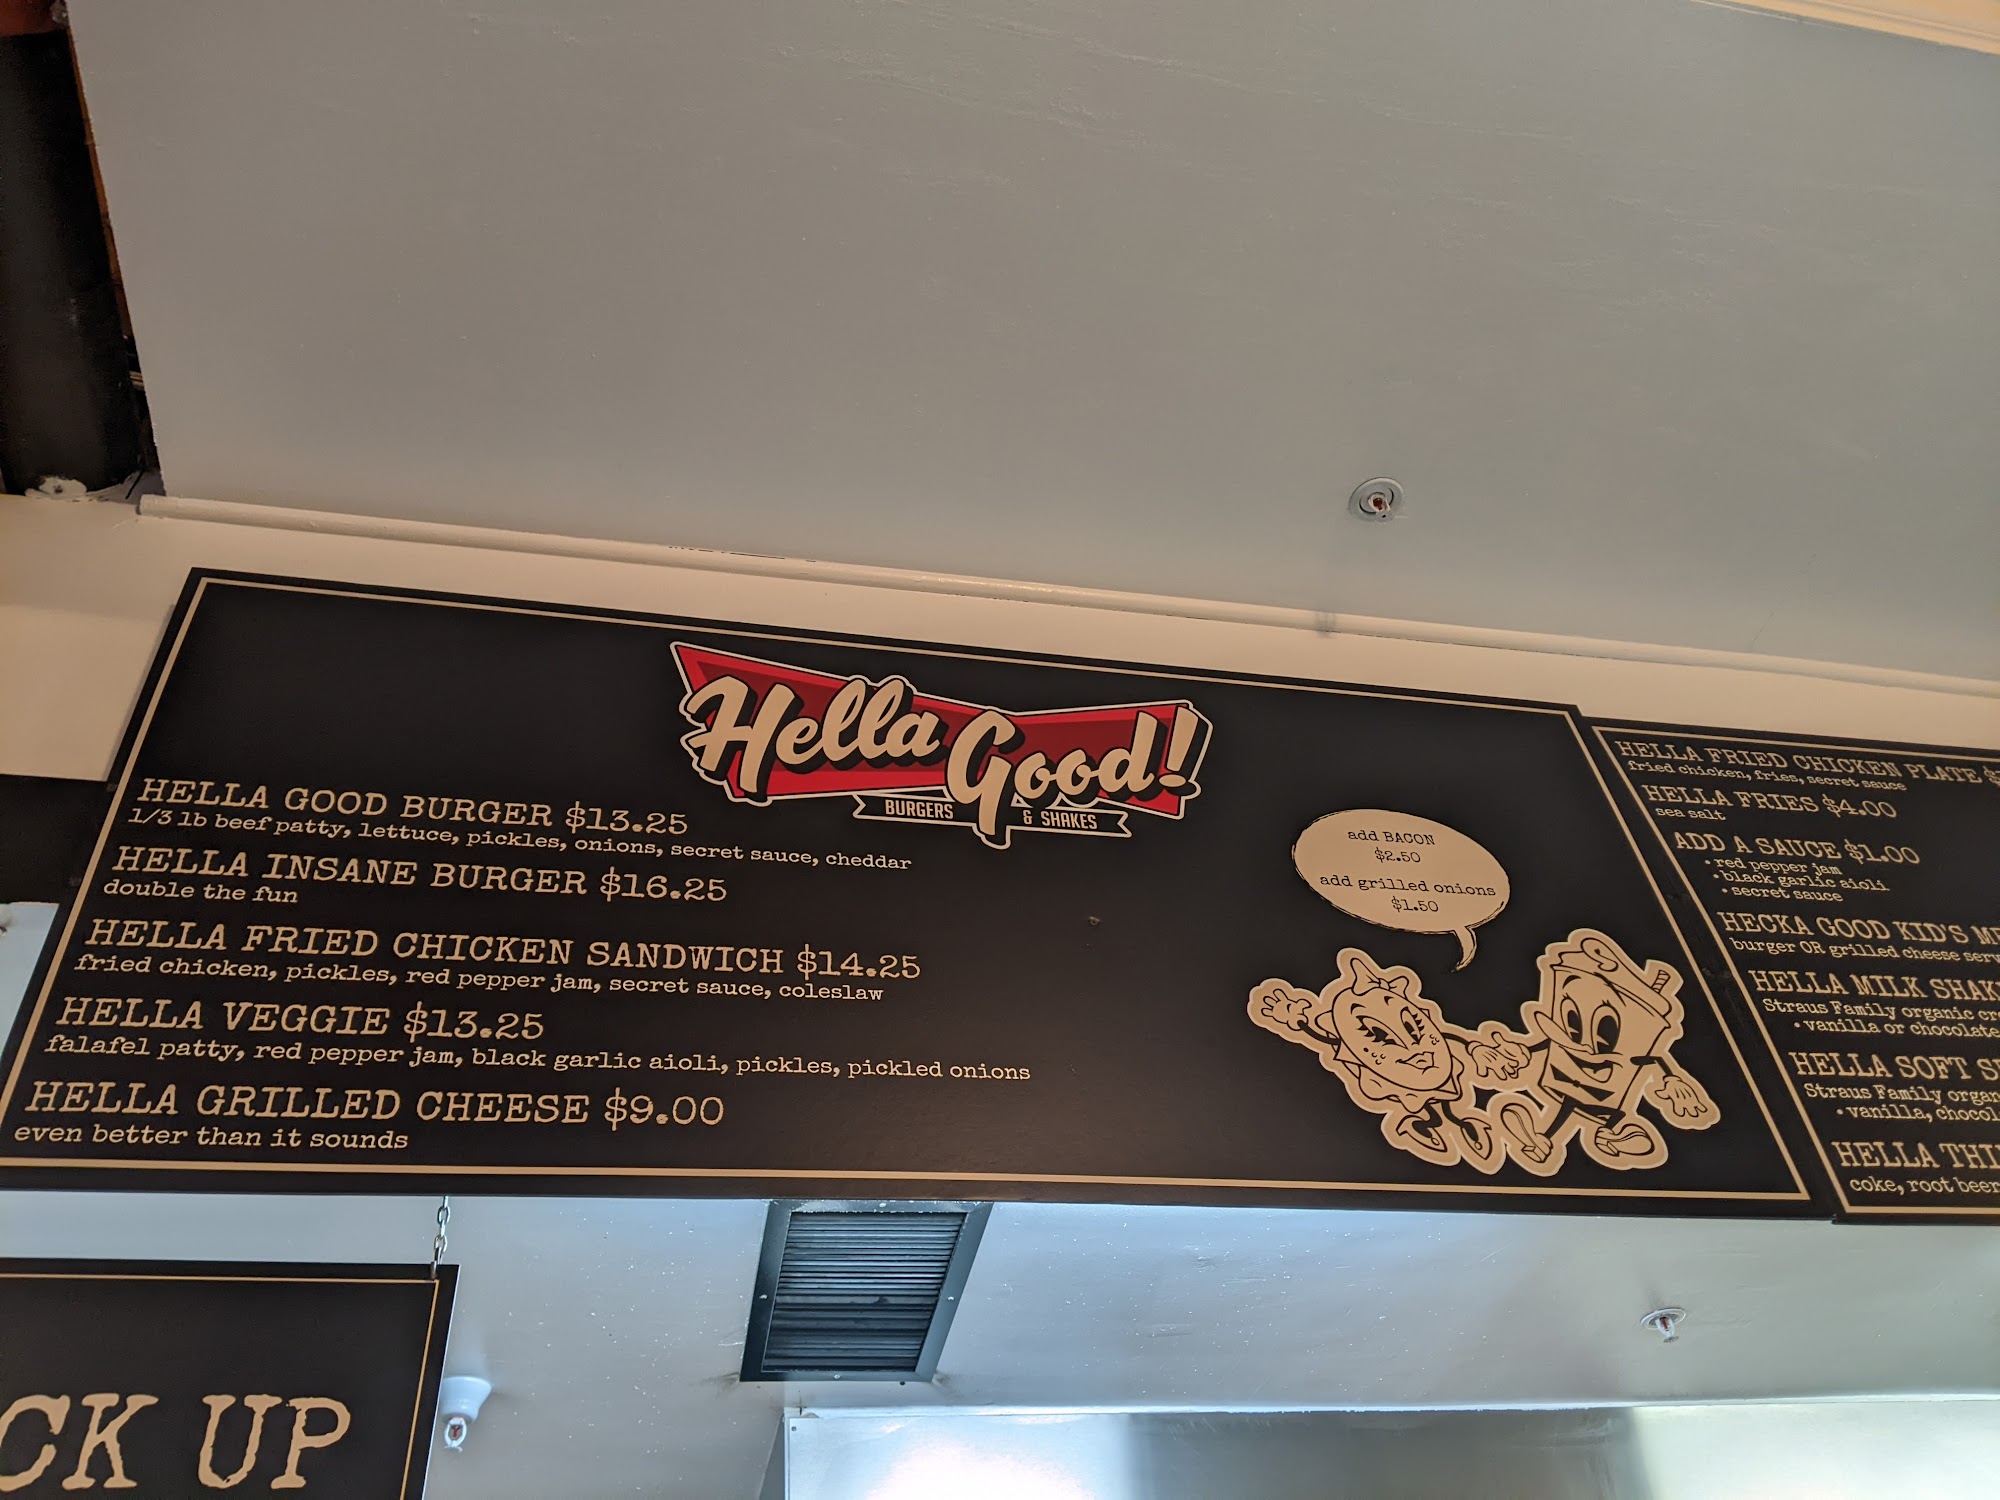 Hella Good!
BURGERS & SHAKES
HELLA GOOD BURGER $13.25
1/3 lb beef patty, lettuce, pickles, onions, secret sauce, cheddar
HELLA INSANE BURGER $16.25
double the fun
HELLA FRIED CHICKEN SANDWICH $14.25
fried chicken, pickles, red pepper jam, secret sauce, coleslaw
HELLA VEGGIE $13.25
falafel patty, red pepper jam, black garlic aioli, pickles, pickled onions
HELLA GRILLED CHEESE $9.00
even better than it sounds
add BACON
$2.50
add grilled onions
$1.50
HELLA FRIED CHICKEN PLATE
fried chicken, fries, secret sauce
HELLA FRIES $4.00
sea salt
ADD A SAUCE $1.00
• red pepper jam
• black garlic aioli
• secret sauce
HECKA GOOD KID'S
burger OR grilled cheese
HELLA MILK
Straus Family organic
• vanilla or chocolate
HELLA SOFT
Straus Family
• vanilla,
HELLA
coke, root beer
UP